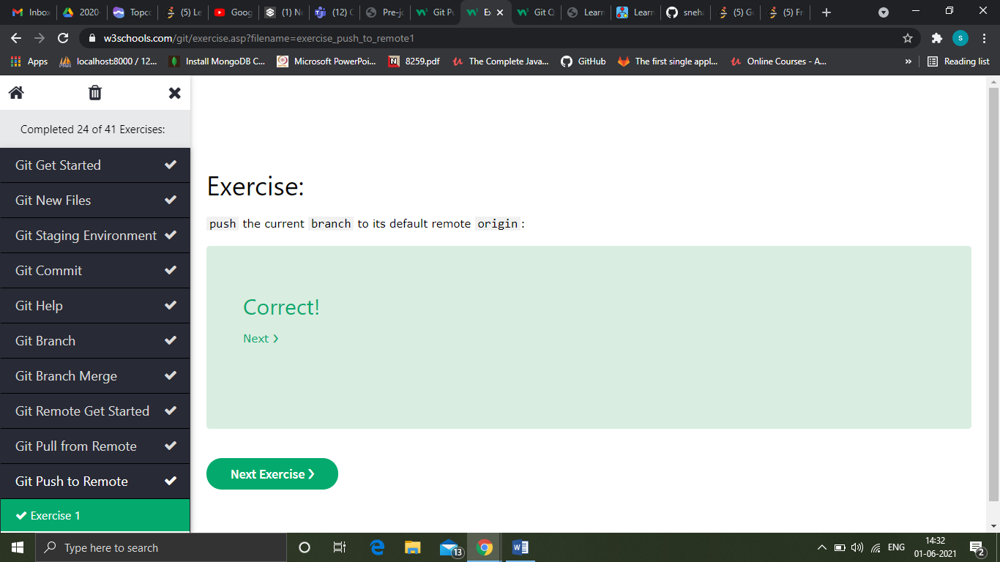 Inbox
2020-
Topco
(5) Le
Goog
(1) N
(12) C
Pre-jo
Git Pu
Ex
Git Q
Learn
Learn
sneha
(5) Go
(5) Fr
w3schools.com/git/exercise.asp?filename=exercise_push_to_remote1
s
Apps
localhost:8000 / 12...
Install MongoDB C...
Microsoft PowerPoi...
8259.pdf
The Complete Java...
GitHub
The first single appl...
Online Courses - A...
»
Reading list
Completed 24 of 41 Exercises:
Git Get Started
Git New Files
Git Staging Environment
Git Commit
Git Help
Git Branch
Git Branch Merge
Git Remote Get Started
Git Pull from Remote
Git Push to Remote
Exercise 1
Exercise:
push the current branch to its default remote origin:
Correct!
Next ❯
Next Exercise ❯
Type here to search
13
ENG
14:32
01-06-2021
2